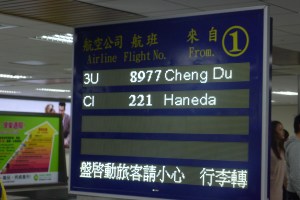 航空公司 航班 來自 ①
Airline Flight No. From.
3U 8977 Cheng Du
CI 221 Haneda
盤啓動旅客請小心 行李轉